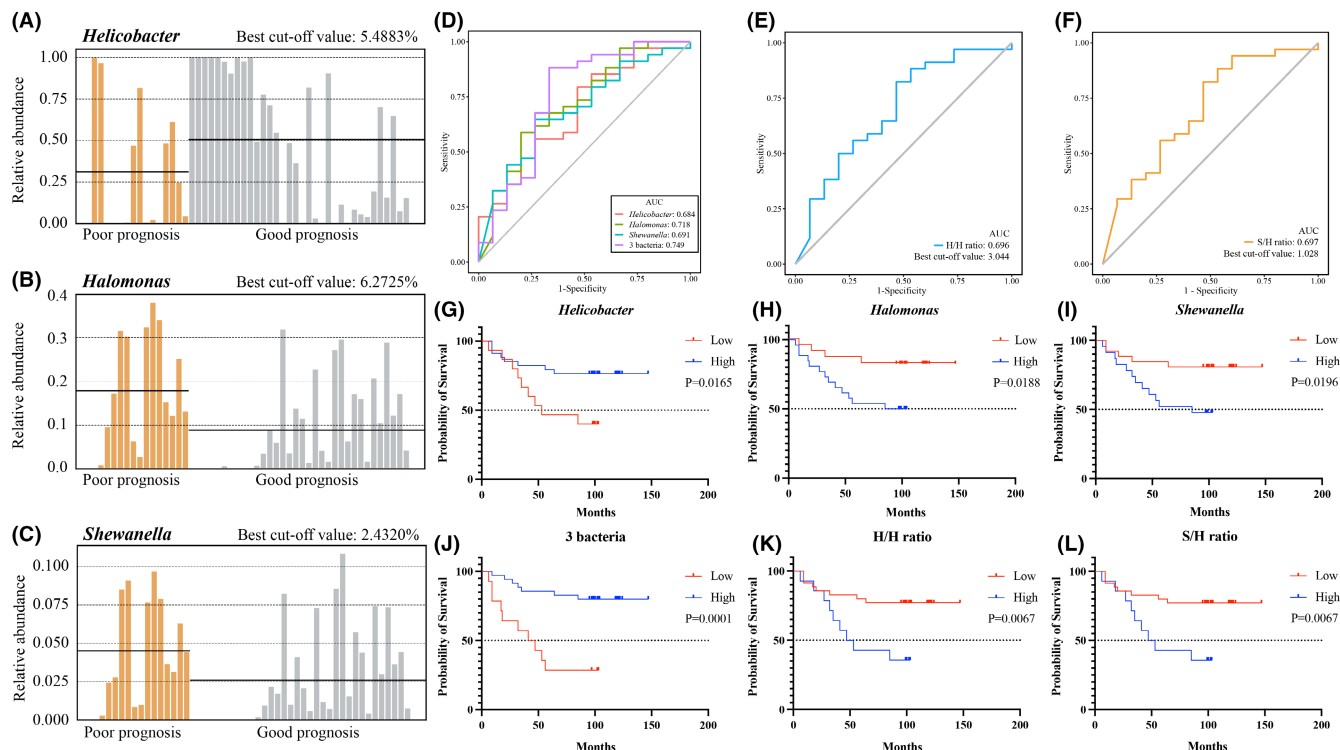 (A)
Helicobacter
Best cut-off value: 5.4883%
Relative abundance
1.00
0.75
0.50
0.25
0.00
Poor prognosis
Good prognosis
(B)
Halomonas
Best cut-off value: 6.2725%
Relative abundance
0.4
0.3
0.2
0.1
0.0
Poor prognosis
Good prognosis
(C)
Shewanella
Best cut-off value: 2.4320%
Relative abundance
0.100
0.075
0.050
0.025
0.000
Poor prognosis
Good prognosis
(D)
Sensitivity
1.00
0.75
0.50
0.25
0.00
AUC
Helicobacter: 0.684
Halomonas: 0.718
Shewanella: 0.691
3 bacteria: 0.749
0.00 0.25 0.50 0.75 1.00
1-Specificity
(E)
Sensitivity
1.00
0.75
0.50
0.25
0.00
AUC
H/H ratio: 0.696
Best cut-off value: 3.044
0.00 0.25 0.50 0.75 1.00
1-Specificity
(F)
Sensitivity
1.00
0.75
0.50
0.25
0.00
AUC
S/H ratio: 0.697
Best cut-off value: 1.028
0.00 0.25 0.50 0.75 1.00
1 - Specificity
(G)
Helicobacter
Probability of Survival
100
50
0
Low
High
P=0.0165
0 50 100 150 200
Months
(H)
Halomonas
Probability of Survival
100
50
0
Low
High
P=0.0188
0 50 100 150 200
Months
(I)
Shewanella
Probability of Survival
100
50
0
Low
High
P=0.0196
0 50 100 150 200
Months
(J)
3 bacteria
Probability of Survival
100
50
0
Low
High
P=0.0001
0 50 100 150 200
Months
(K)
H/H ratio
Probability of Survival
100
50
0
Low
High
P=0.0067
0 50 100 150 200
Months
(L)
S/H ratio
Probability of Survival
100
50
0
Low
High
P=0.0067
0 50 100 150 200
Months